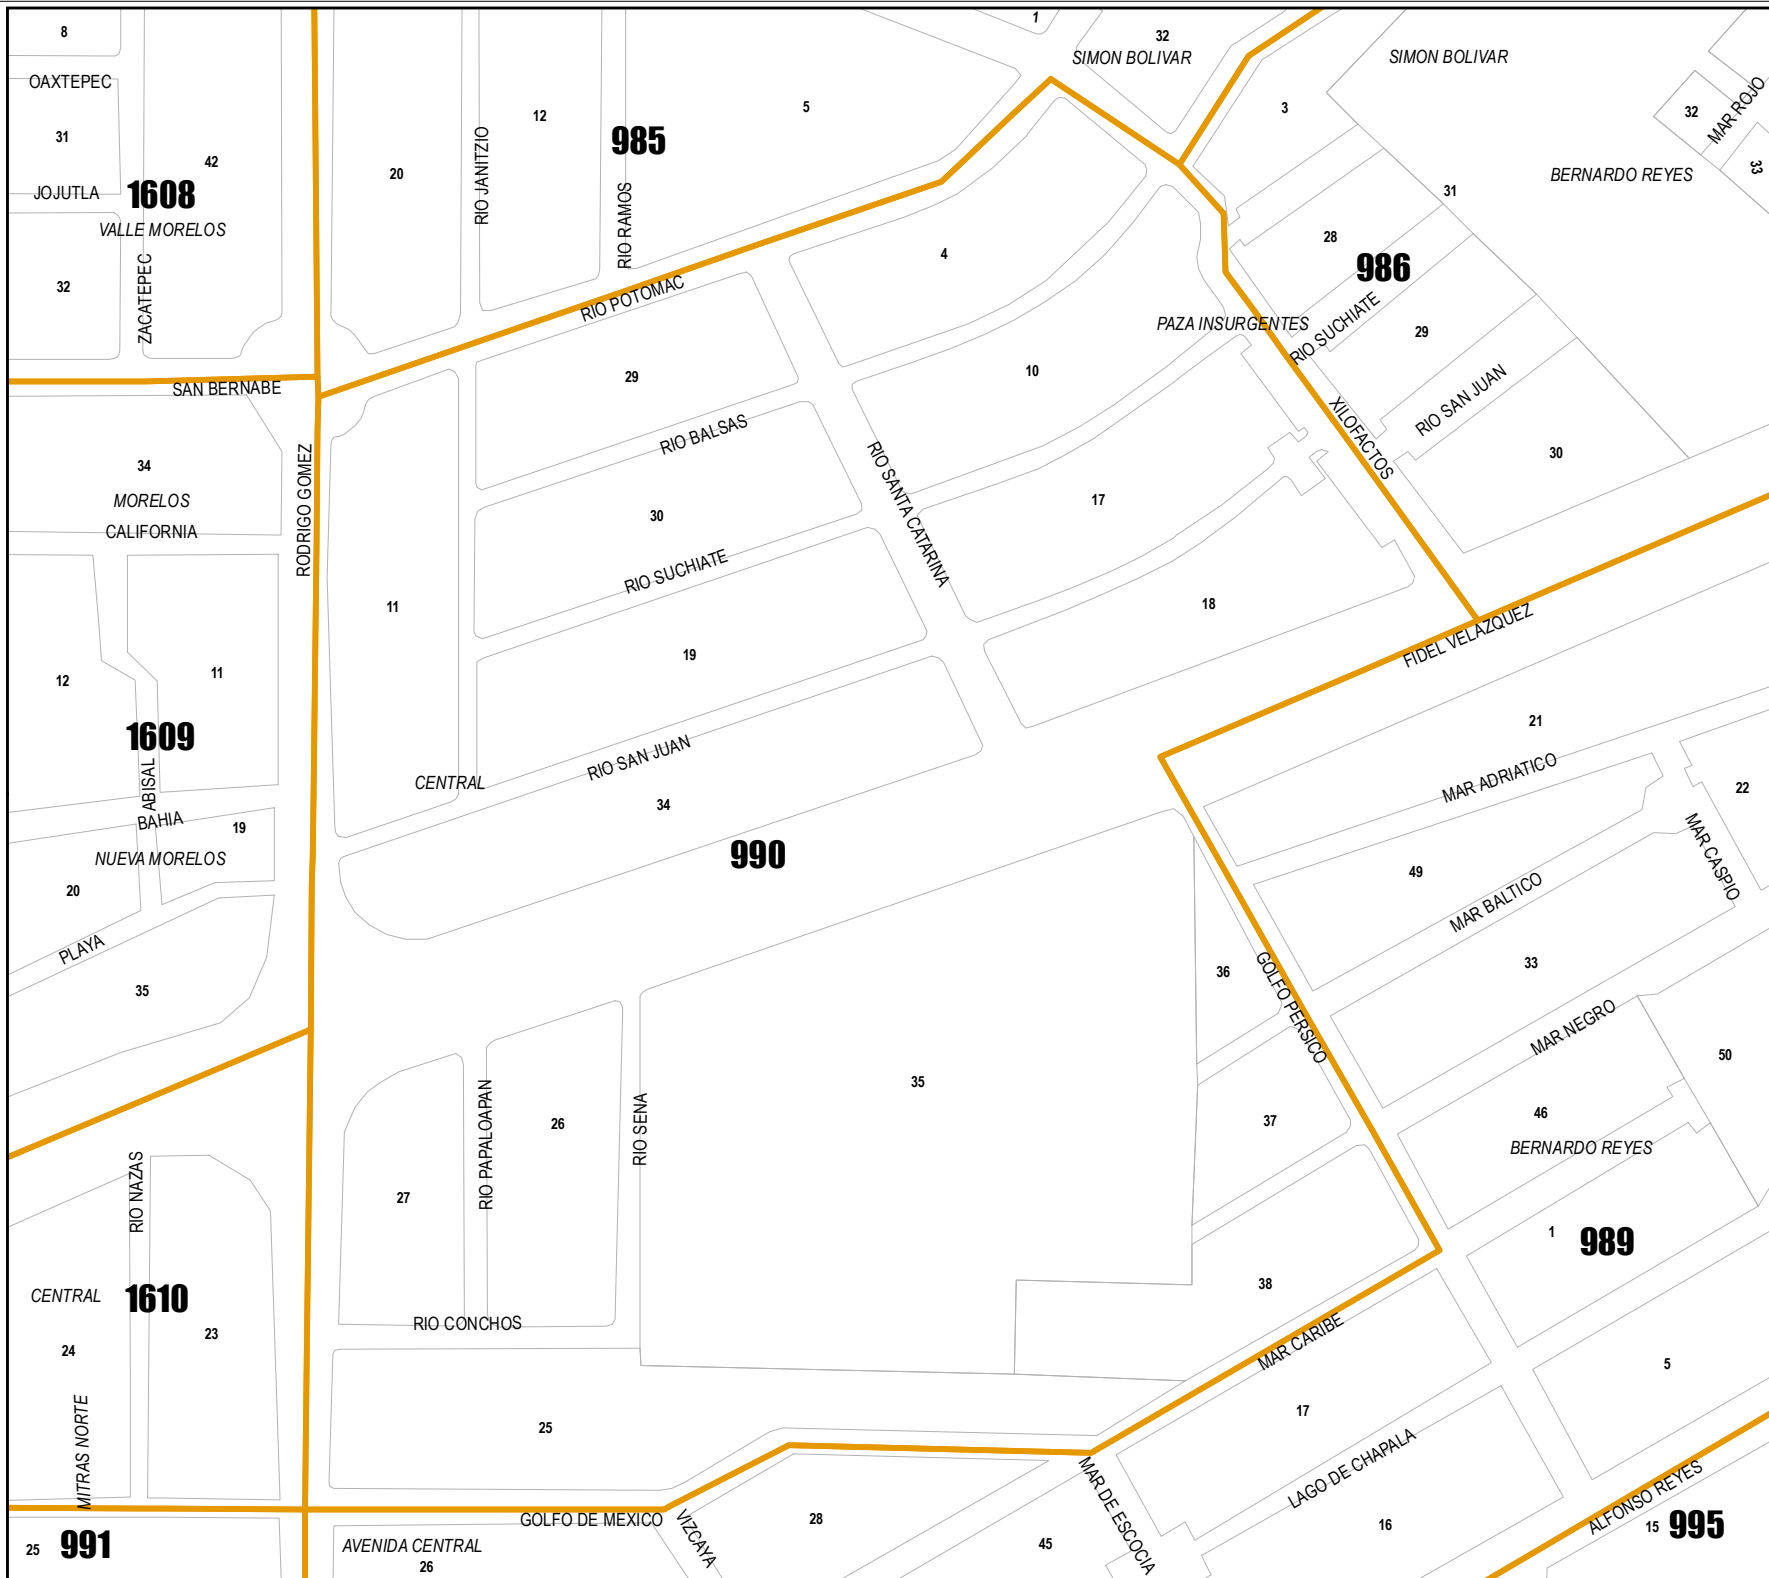 8
1
32
SIMON BOLIVAR
SIMON BOLIVAR
OAXTEPEC
3
32
MAR ROJO
12
5
31
985
RIO JANITZIO
42
20
33
BERNARDO REYES
JOJUTLA
1608
31
RIO RAMOS
VALLE MORELOS
28
4
986
ZACATEPEC
32
RIO POTOMAC
PAZA INSURGENTES
RIO SUCHIATE
29
SAN BERNABE
29
10
RIO SAN JUAN
XILOFACTOS
RIO BALSAS
30
34
MORELOS
RODRIGO GOMEZ
RIO SANTA CATARINA
17
30
CALIFORNIA
RIO SUCHIATE
11
18
FIDEL VELAZQUEZ
19
12
11
1609
21
RIO SAN JUAN
CENTRAL
MAR ADRIATICO
ABISAL
22
34
BAHIA
19
990
NUEVA MORELOS
MAR CASPIO
49
20
MAR BALTICO
PLAYA
33
36
GOLFO PERSICO
35
MAR NEGRO
50
35
26
RIO PAPALOAPAN
RIO SENA
37
46
BERNARDO REYES
RIO NAZAS
27
1
989
38
CENTRAL
1610
RIO CONCHOS
23
24
MAR CARIBE
5
17
25
MITRAS NORTE
LAGO DE CHAPALA
ALFONSO REYES
GOLFO DE MEXICO
28
VIZCAYA
MAR DE ESCOCIA
16
15
995
25
991
AVENIDA CENTRAL
45
26